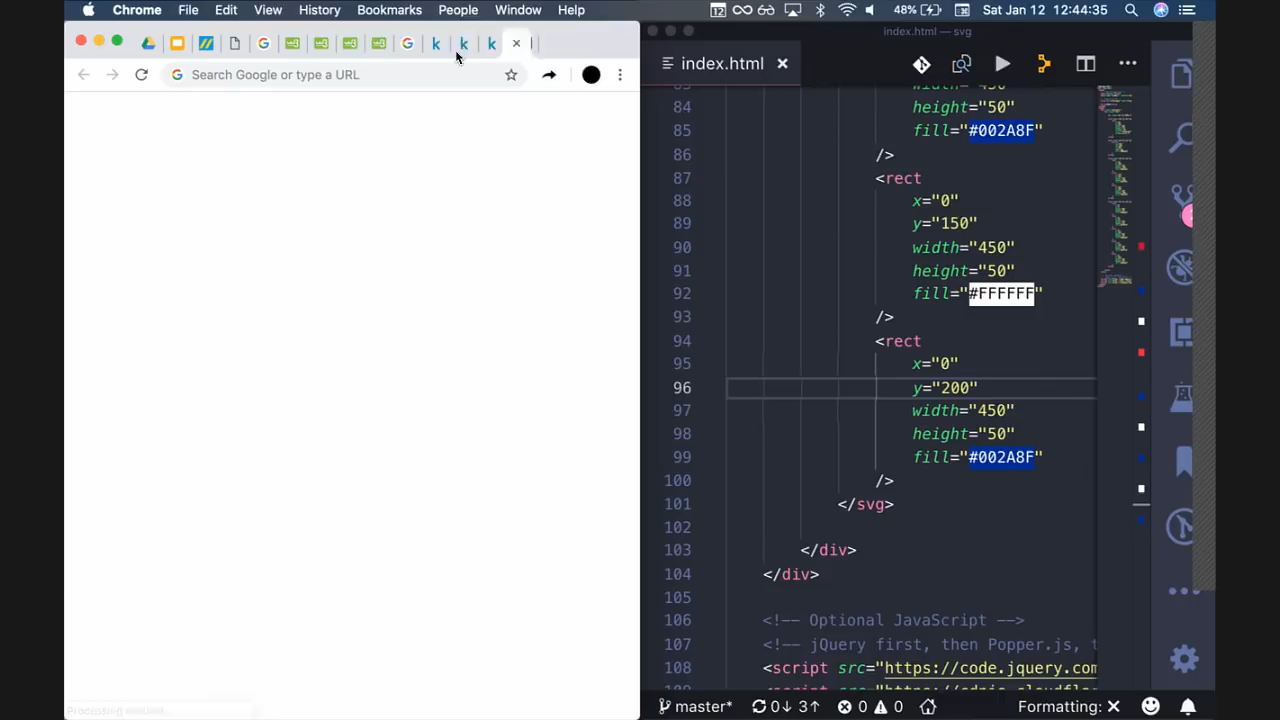 Chrome File Edit View History Bookmarks People Window Help 48% Sat Jan 12 12:44:35
Search Google or type a URL
index.html — svg
index.html
84 height="50"
85 fill="#002A8F"
86 />
87 <rect
88 x="0"
89 y="150"
90 width="450"
91 height="50"
92 fill="#FFFFFF"
93 />
94 <rect
95 x="0"
96 y="200"
97 width="450"
98 height="50"
99 fill="#002A8F"
100 />
101 </svg>
102
103 </div>
104 </div>
105
106 <!-- Optional JavaScript -->
107 <!-- jQuery first, then Popper.js, t
108 <script src="https://code.jquery.com
master* 0↓ 3↑ 0 0 Formatting: ✕